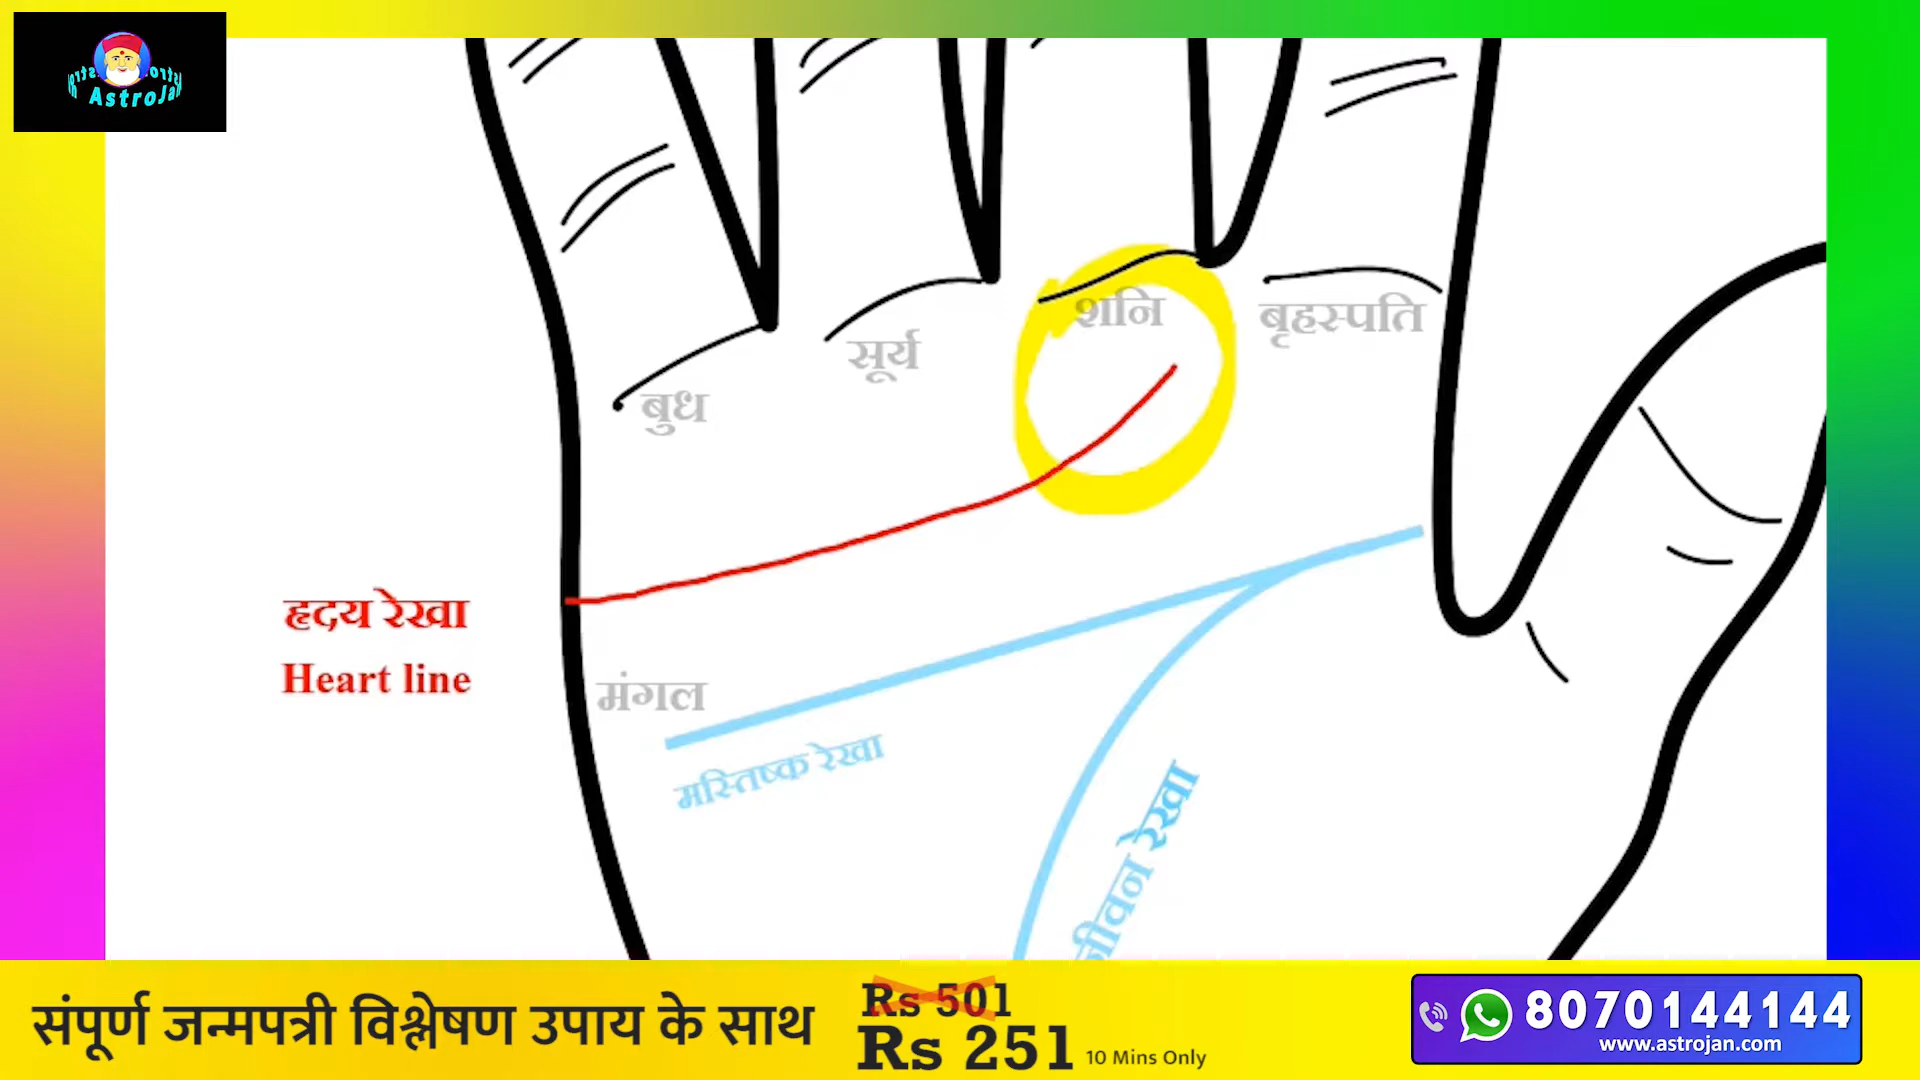 AstroJan
शनि
बृहस्पति
सूर्य
बुध
हृदय रेखा
Heart line
मंगल
मस्तिष्क रेखा
जीवन रेखा
संपूर्ण जन्मपत्री विश्लेषण उपाय के साथ
Rs 501
Rs 251 10 Mins Only
8070144144
www.astrojan.com